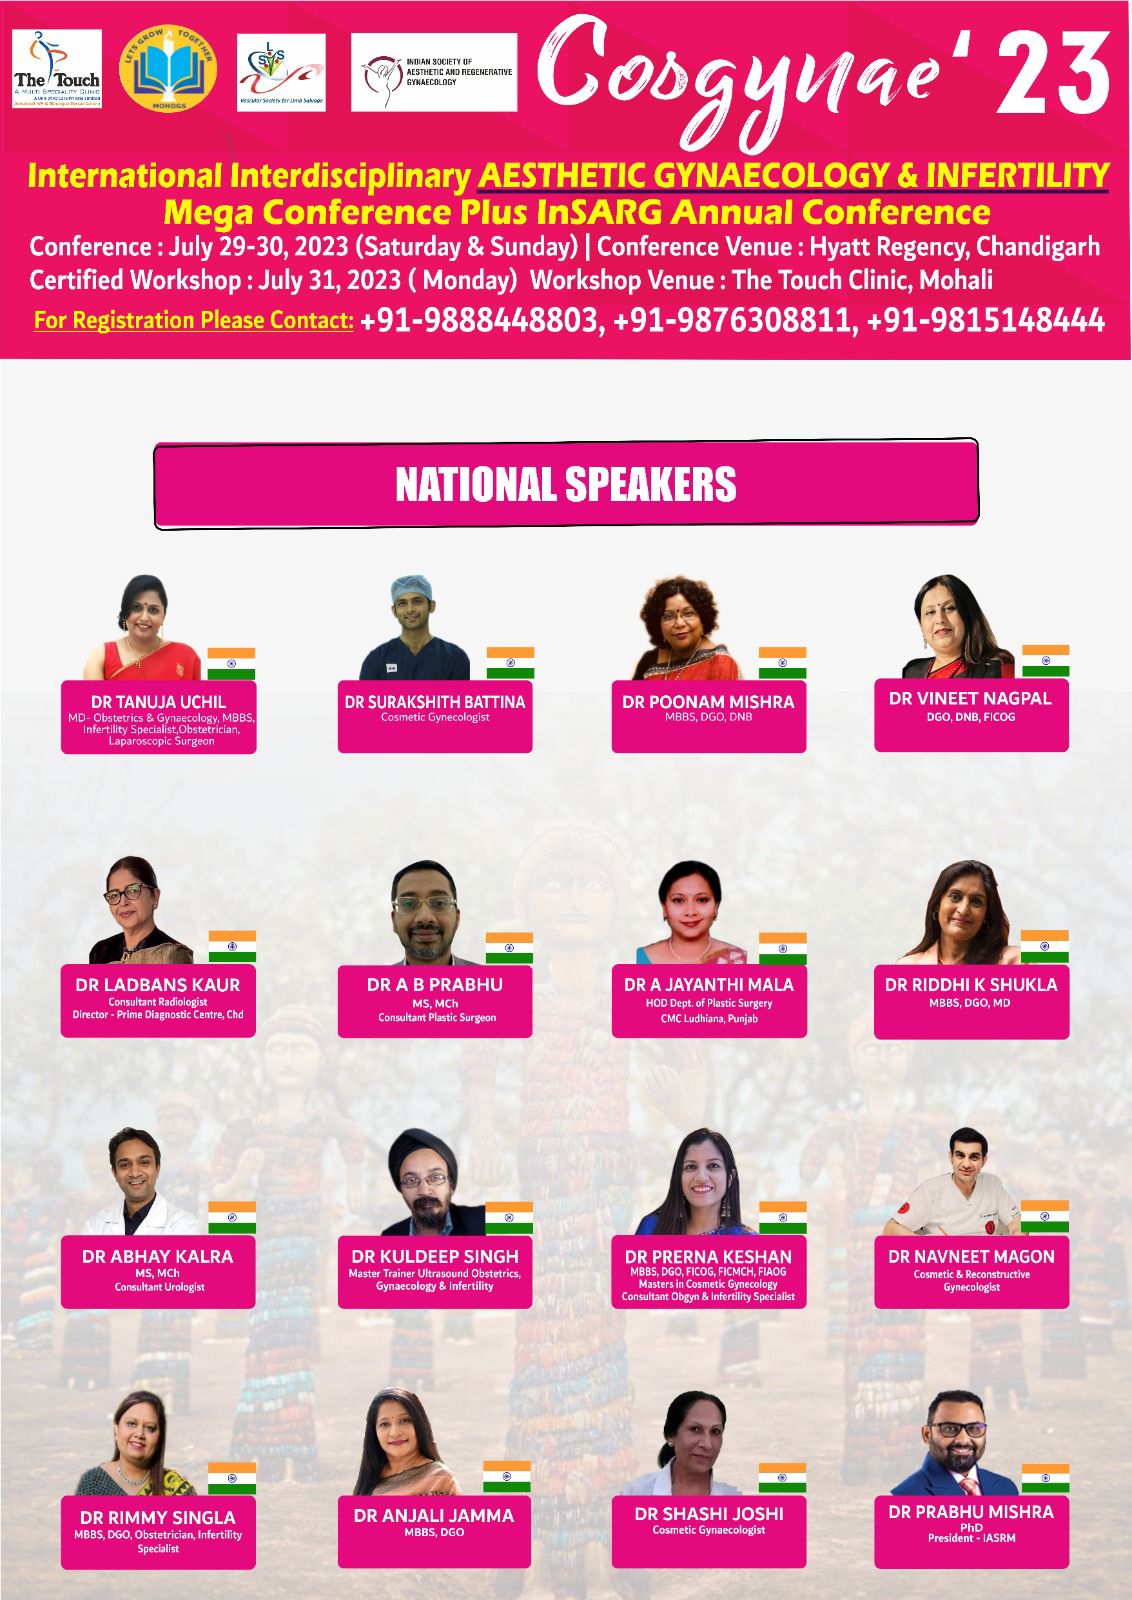 The Touch
A MULTI SPECIALITY CLINIC
LETS GROW TOGETHER
MOHOGS
S L S
Vascular Society for Limb Salvage
INDIAN SOCIETY OF
AESTHETIC AND REGENERATIVE
GYNAECOLOGY
Cosgynae '23
International Interdisciplinary AESTHETIC GYNAECOLOGY & INFERTILITY
Mega Conference Plus InSARG Annual Conference
Conference : July 29-30, 2023 (Saturday & Sunday) | Conference Venue : Hyatt Regency, Chandigarh
Certified Workshop : July 31, 2023 ( Monday) Workshop Venue : The Touch Clinic, Mohali
For Registration Please Contact: +91-9888448803, +91-9876308811, +91-9815148444
NATIONAL SPEAKERS
DR TANUJA UCHIL
MD- Obstetrics & Gynaecology, MBBS,
Infertility Specialist,Obstetrician,
Laparoscopic Surgeon
DR SURAKSHITH BATTINA
Cosmetic Gynecologist
DR POONAM MISHRA
MBBS, DGO, DNB
DR VINEET NAGPAL
DGO, DNB, FICOG
DR LADBANS KAUR
Consultant Radiologist
Director - Prime Diagnostic Centre, Chd
DR A B PRABHU
MS, MCh
Consultant Plastic Surgeon
DR A JAYANTHI MALA
HOD Dept. of Plastic Surgery
CMC Ludhiana, Punjab
DR RIDDHI K SHUKLA
MBBS, DGO, MD
DR ABHAY KALRA
MS, MCh
Consultant Urologist
DR KULDEEP SINGH
Master Trainer Ultrasound Obstetrics,
Gynaecology & Infertility
DR PRERNA KESHAN
MBBS, DGO, FICOG, FICMCH, FIAOG
Masters in Cosmetic Gynecology
Consultant Obgyn & Infertility Specialist
DR NAVNEET MAGON
Cosmetic & Reconstructive
Gynecologist
DR RIMMY SINGLA
MBBS, DGO, Obstetrician, Infertility
Specialist
DR ANJALI JAMMA
MBBS, DGO
DR SHASHI JOSHI
Cosmetic Gynaecologist
DR PRABHU MISHRA
PhD
President - IASRM